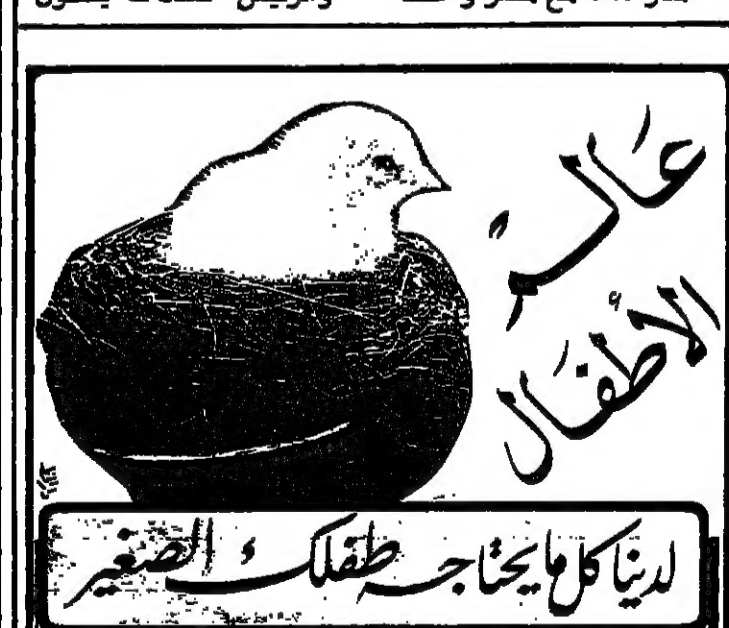 عالم
الأطفال
لدينا كل ما يحتاجه طفلك الصغير